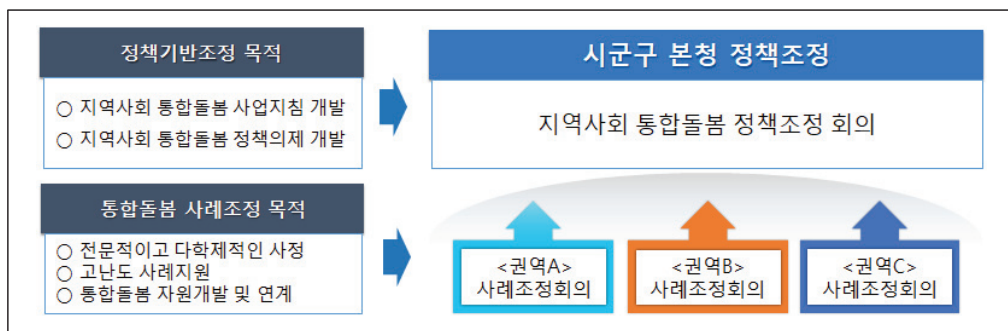 정책기반조정 목적
○ 지역사회 통합돌봄 사업지침 개발
○ 지역사회 통합돌봄 정책의제 개발
시군구 본청 정책조정
지역사회 통합돌봄 정책조정 회의
통합돌봄 사례조정 목적
○ 전문적이고 다학제적인 사정
○ 고난도 사례지원
○ 통합돌봄 자원개발 및 연계
<권역A>
사례조정회의
<권역B>
사례조정회의
<권역C>
사례조정회의